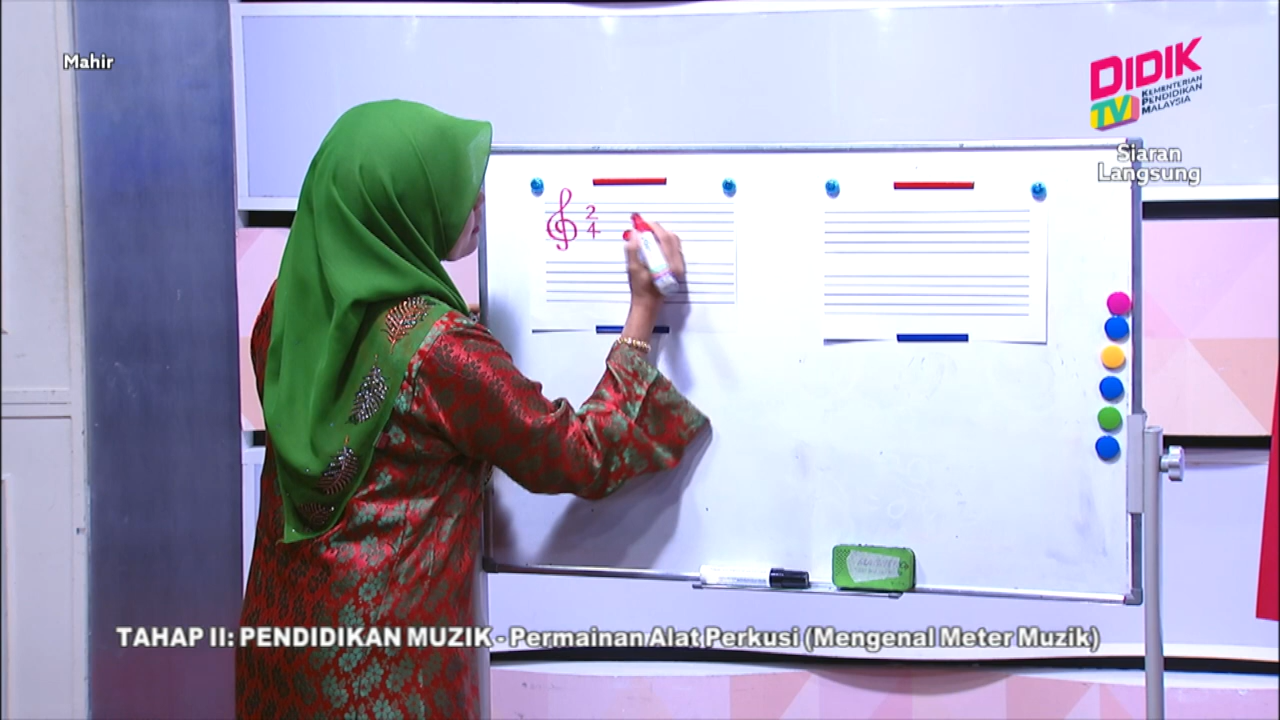 Mahir
DIDIK
TV
KEMENTERIAN
PENDIDIKAN
MALAYSIA
Siaran
Langsung
2
4
TAHAP II: PENDIDIKAN MUZIK - Permainan Alat Perkusi (Mengenal Meter Muzik)